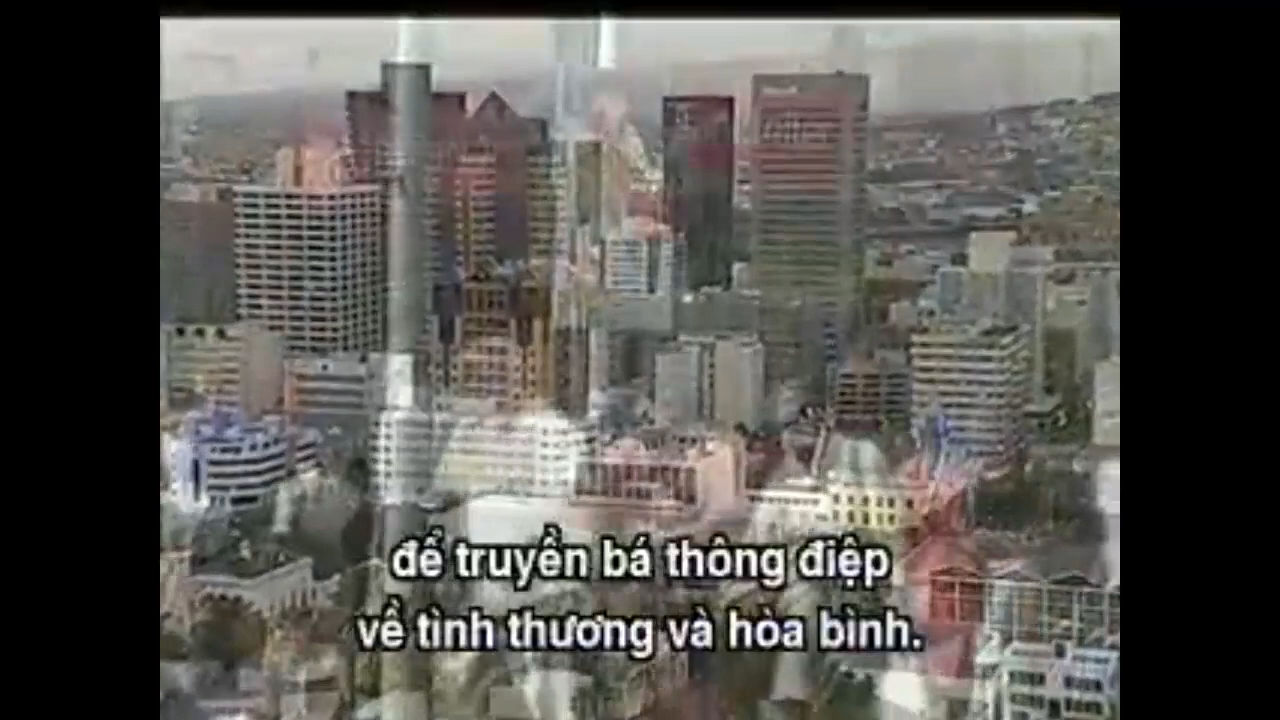 để truyền bá thông điệp
về tình thương và hòa bình.